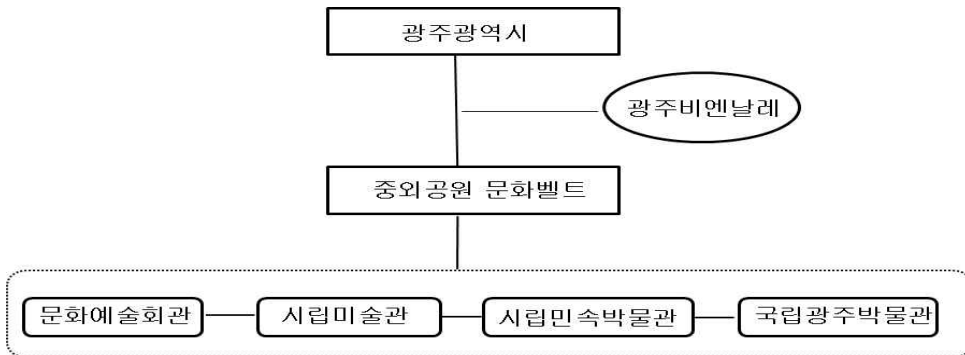 광주광역시
광주비엔날레
중외공원 문화벨트
문화예술회관
시립미술관
시립민속박물관
국립광주박물관